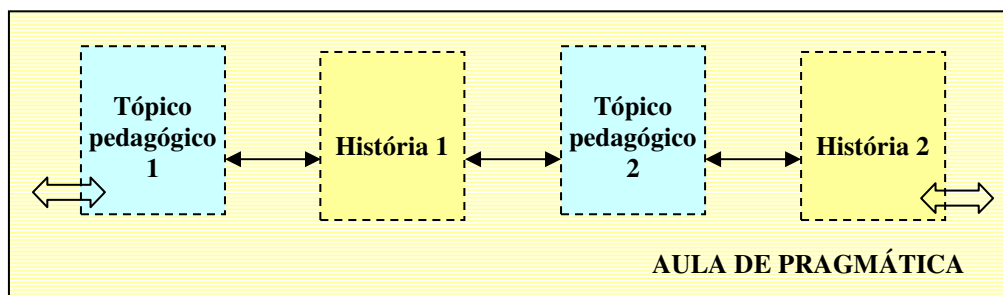 Tópico
pedagógico
1
História 1
Tópico
pedagógico
2
História 2
AULA DE PRAGMÁTICA